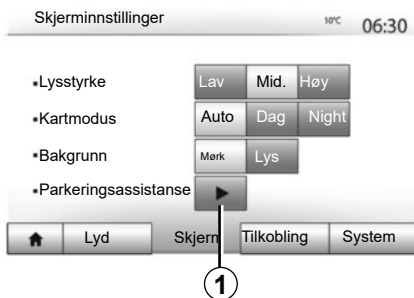 Skjerminnstillinger 10°C 06:30
▪Lysstyrke Lav Mid. Høy
▪Kartmodus Auto Dag Night
▪Bakgrunn Mørk Lys
▪Parkeringsassistanse
Lyd Skjerm Tilkobling System
1